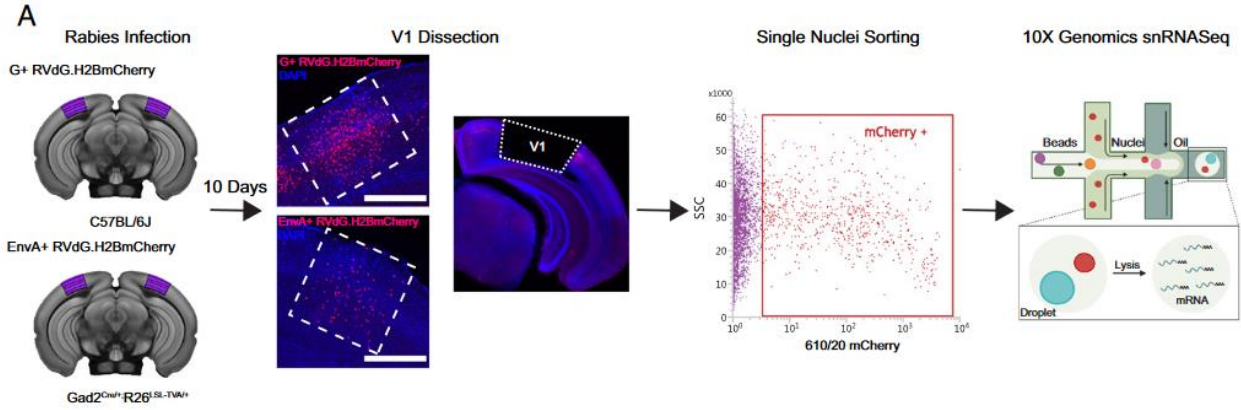 A
Rabies Infection
V1 Dissection
Single Nuclei Sorting
10X Genomics snRNASeq
G+ RVdG.H2BmCherry
C57BL/6J
EnvA+ RVdG.H2BmCherry
Gad2Cre/+;R26LSL-TVA/+
10 Days
G+ RVdG.H2BmCherry
DAPI
EnvA+ RVdG.H2BmCherry
DAPI
V1
x1000
60
50
40
30
20
10
0
SSC
mCherry +
10⁰ 10¹ 10² 10³ 10⁶
610/20 mCherry
Beads Nuclei Oil
Lysis
mRNA
Droplet